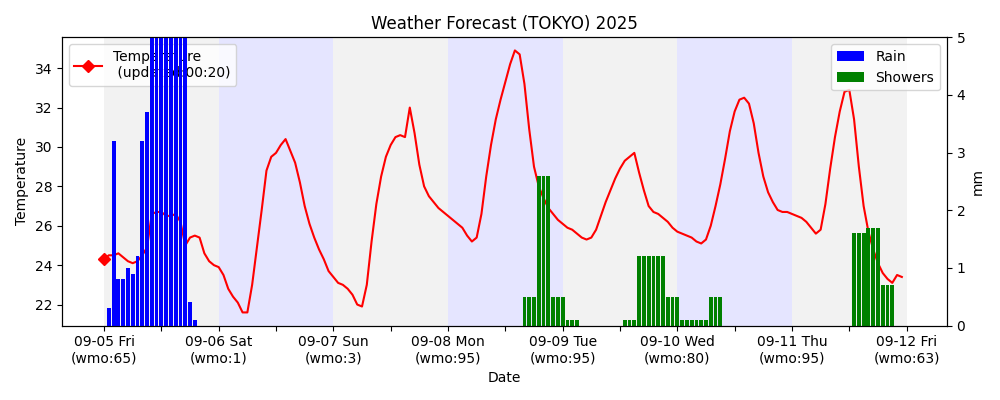 Weather Forecast (TOKYO) 2025
Temperature
(updated 00:20)
Rain
Showers
34
32
30
28
26
24
22
Temperature
5
4
3
2
1
0
mm
09-05 Fri
(wmo:65)
09-06 Sat
(wmo:1)
09-07 Sun
(wmo:3)
09-08 Mon
(wmo:95)
09-09 Tue
(wmo:95)
09-10 Wed
(wmo:80)
09-11 Thu
(wmo:95)
09-12 Fri
(wmo:63)
Date